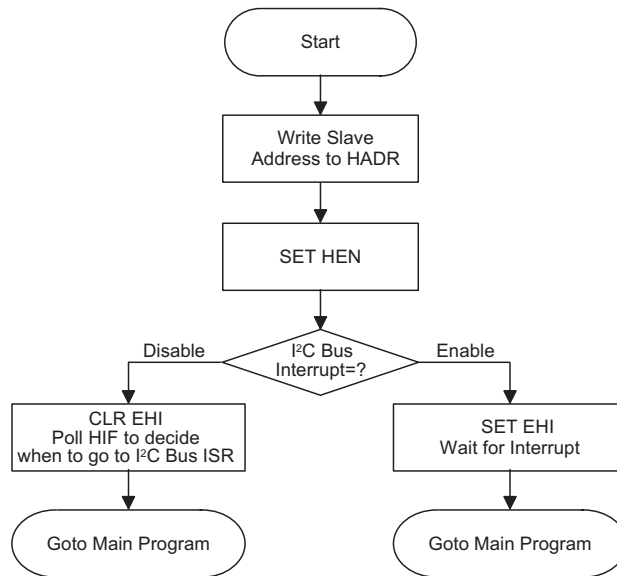 Start
Write Slave
Address to HADR
SET HEN
I²C Bus
Interrupt=?
Disable
Enable
CLR EHI
Poll HIF to decide
when to go to I²C Bus ISR
SET EHI
Wait for Interrupt
Goto Main Program
Goto Main Program